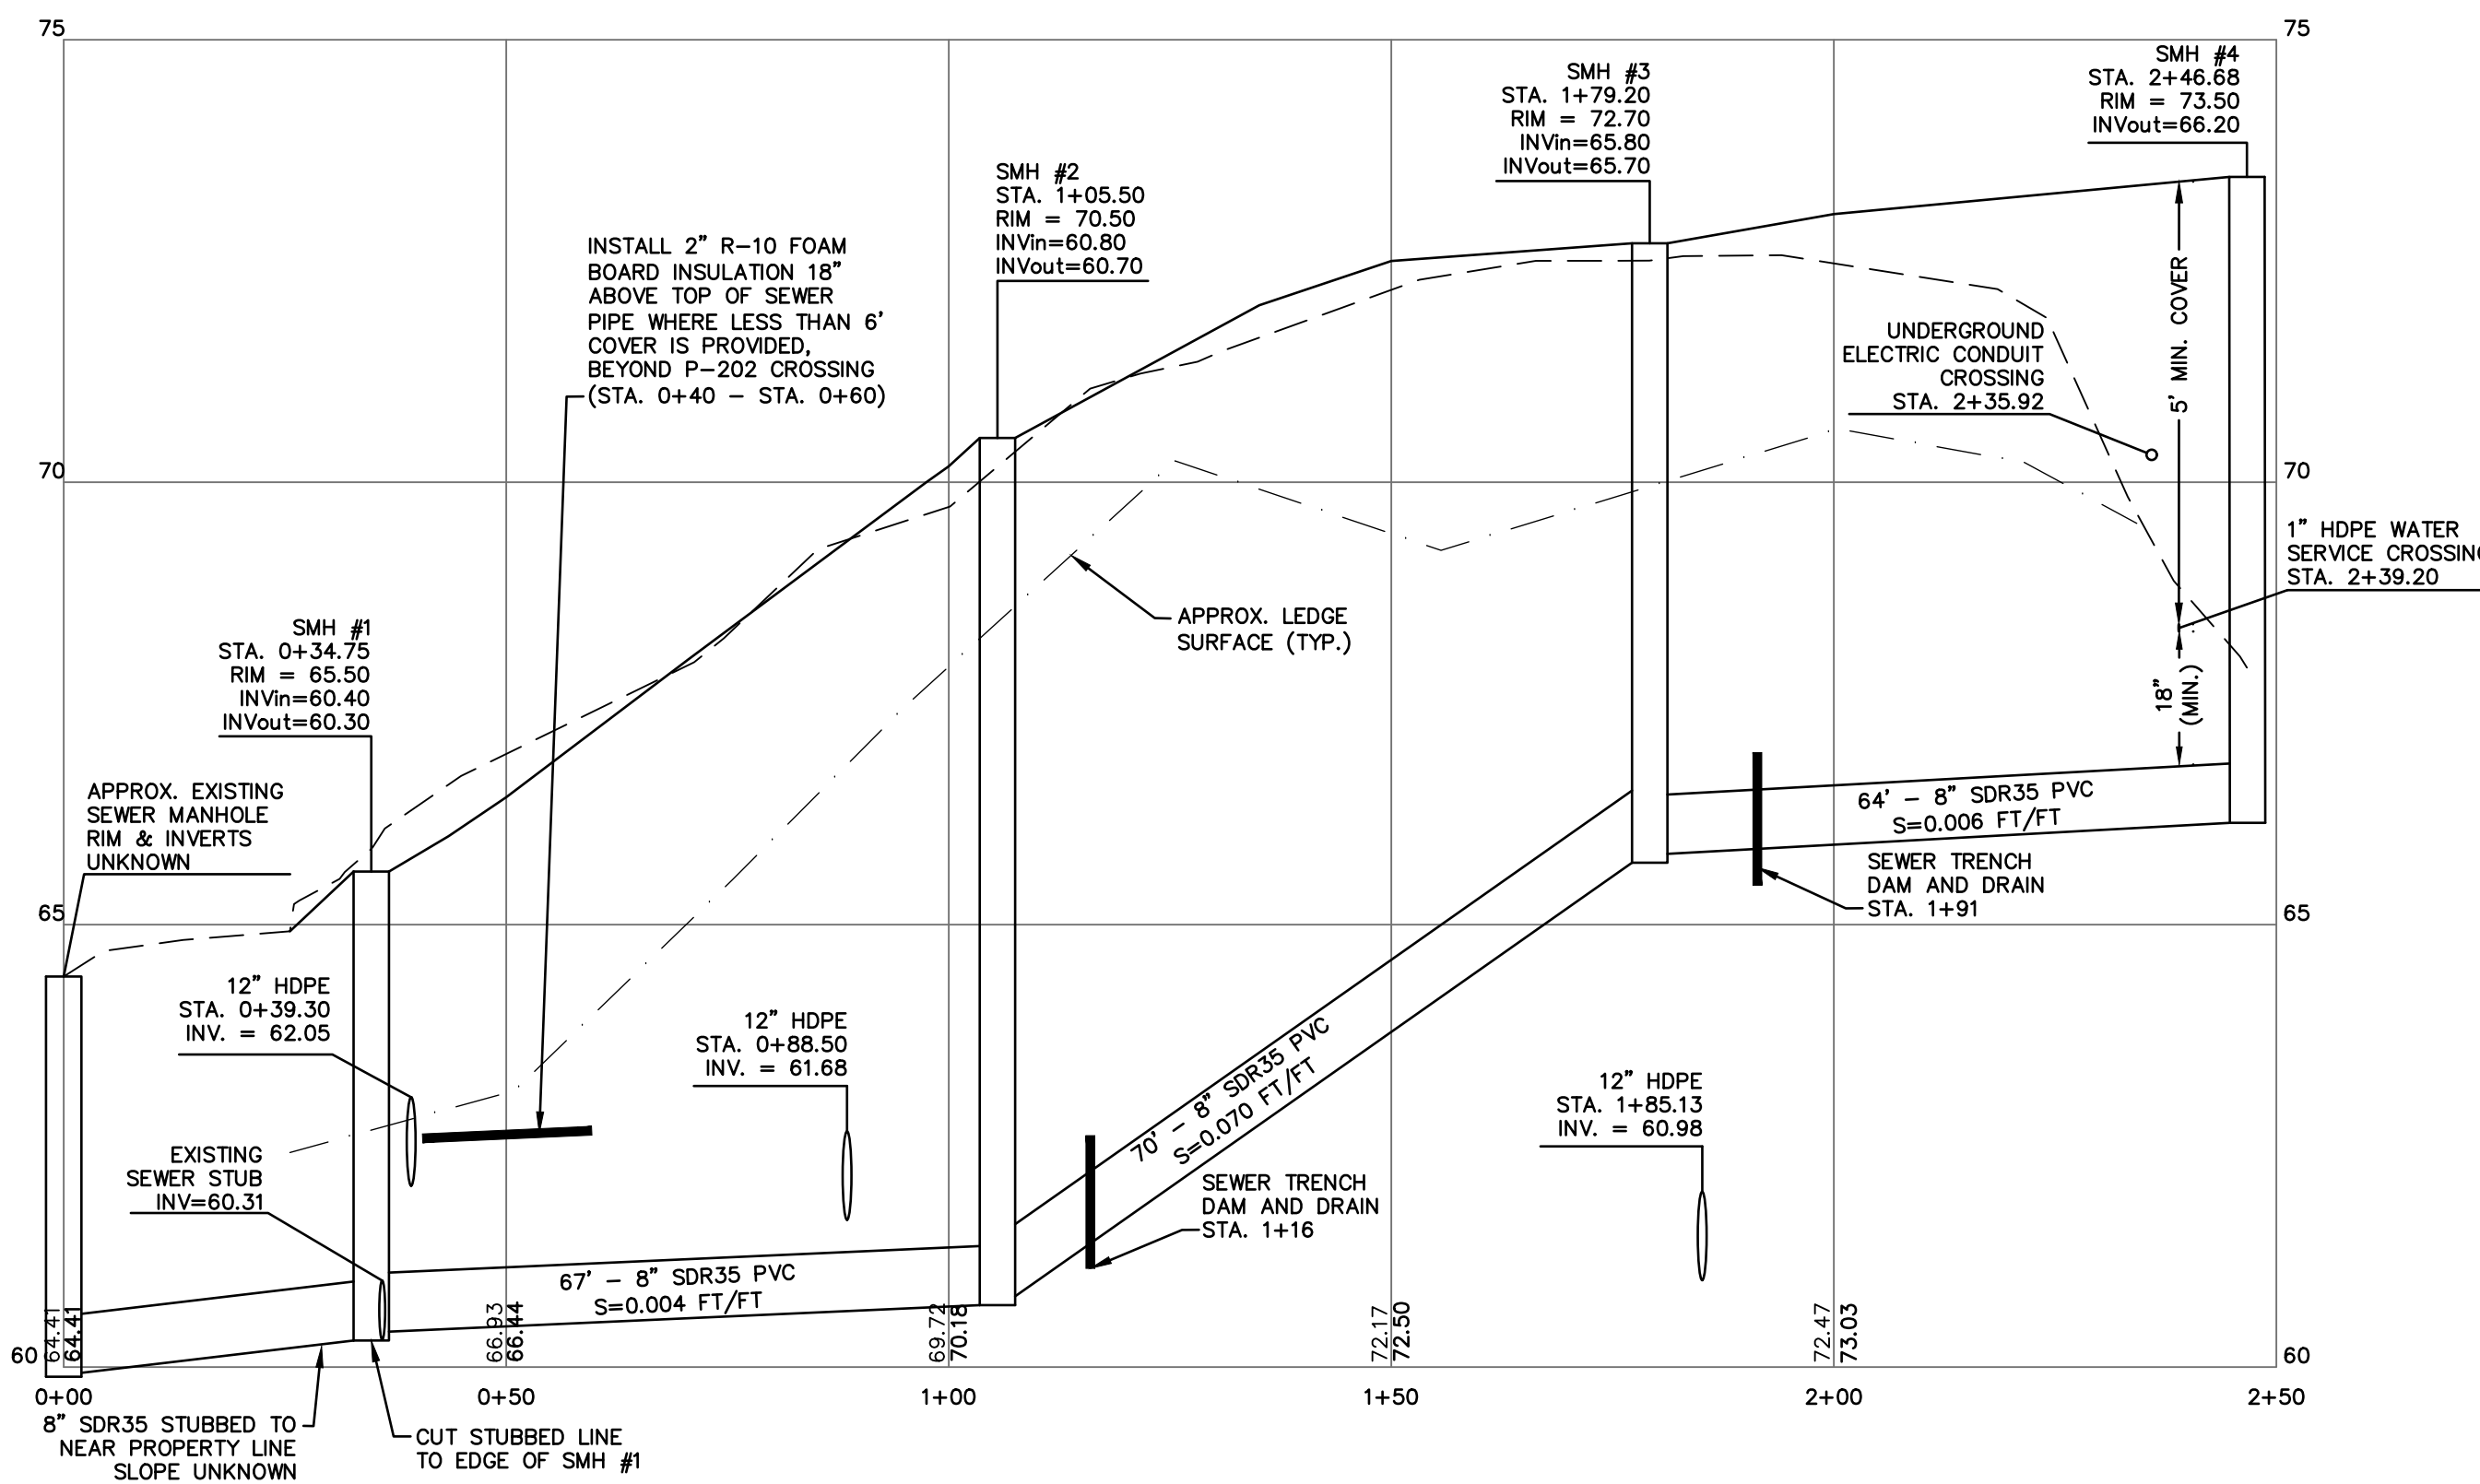 75
75
SMH #4
STA. 2+46.68
RIM = 73.50
INVout=66.20
SMH #3
STA. 1+79.20
RIM = 72.70
INVin=65.80
INVout=65.70
SMH #2
STA. 1+05.50
RIM = 70.50
INVin=60.80
INVout=60.70
INSTALL 2" R-10 FOAM
BOARD INSULATION 18"
ABOVE TOP OF SEWER
PIPE WHERE LESS THAN 6'
COVER IS PROVIDED,
BEYOND P-202 CROSSING
(STA. 0+40 - STA. 0+60)
5' MIN. COVER
UNDERGROUND
ELECTRIC CONDUIT
CROSSING
STA. 2+35.92
70
70
1" HDPE WATER
SERVICE CROSSING
STA. 2+39.20
APPROX. LEDGE
SURFACE (TYP.)
SMH #1
STA. 0+34.75
RIM = 65.50
INVin=60.40
INVout=60.30
18"
(MIN.)
APPROX. EXISTING
SEWER MANHOLE
RIM & INVERTS
UNKNOWN
64' - 8" SDR35 PVC
S=0.006 FT/FT
SEWER TRENCH
DAM AND DRAIN
STA. 1+91
65
65
12" HDPE
STA. 0+39.30
INV. = 62.05
12" HDPE
STA. 0+88.50
INV. = 61.68
70' - 8" SDR35 PVC
S=0.070 FT/FT
12" HDPE
STA. 1+85.13
INV. = 60.98
EXISTING
SEWER STUB
INV=60.31
SEWER TRENCH
DAM AND DRAIN
STA. 1+16
67' - 8" SDR35 PVC
S=0.004 FT/FT
64.41
64.41
66.93
66.44
69.72
70.18
72.17
72.50
72.47
73.03
60
60
0+00
0+50
1+00
1+50
2+00
2+50
8" SDR35 STUBBED TO
NEAR PROPERTY LINE
SLOPE UNKNOWN
CUT STUBBED LINE
TO EDGE OF SMH #1